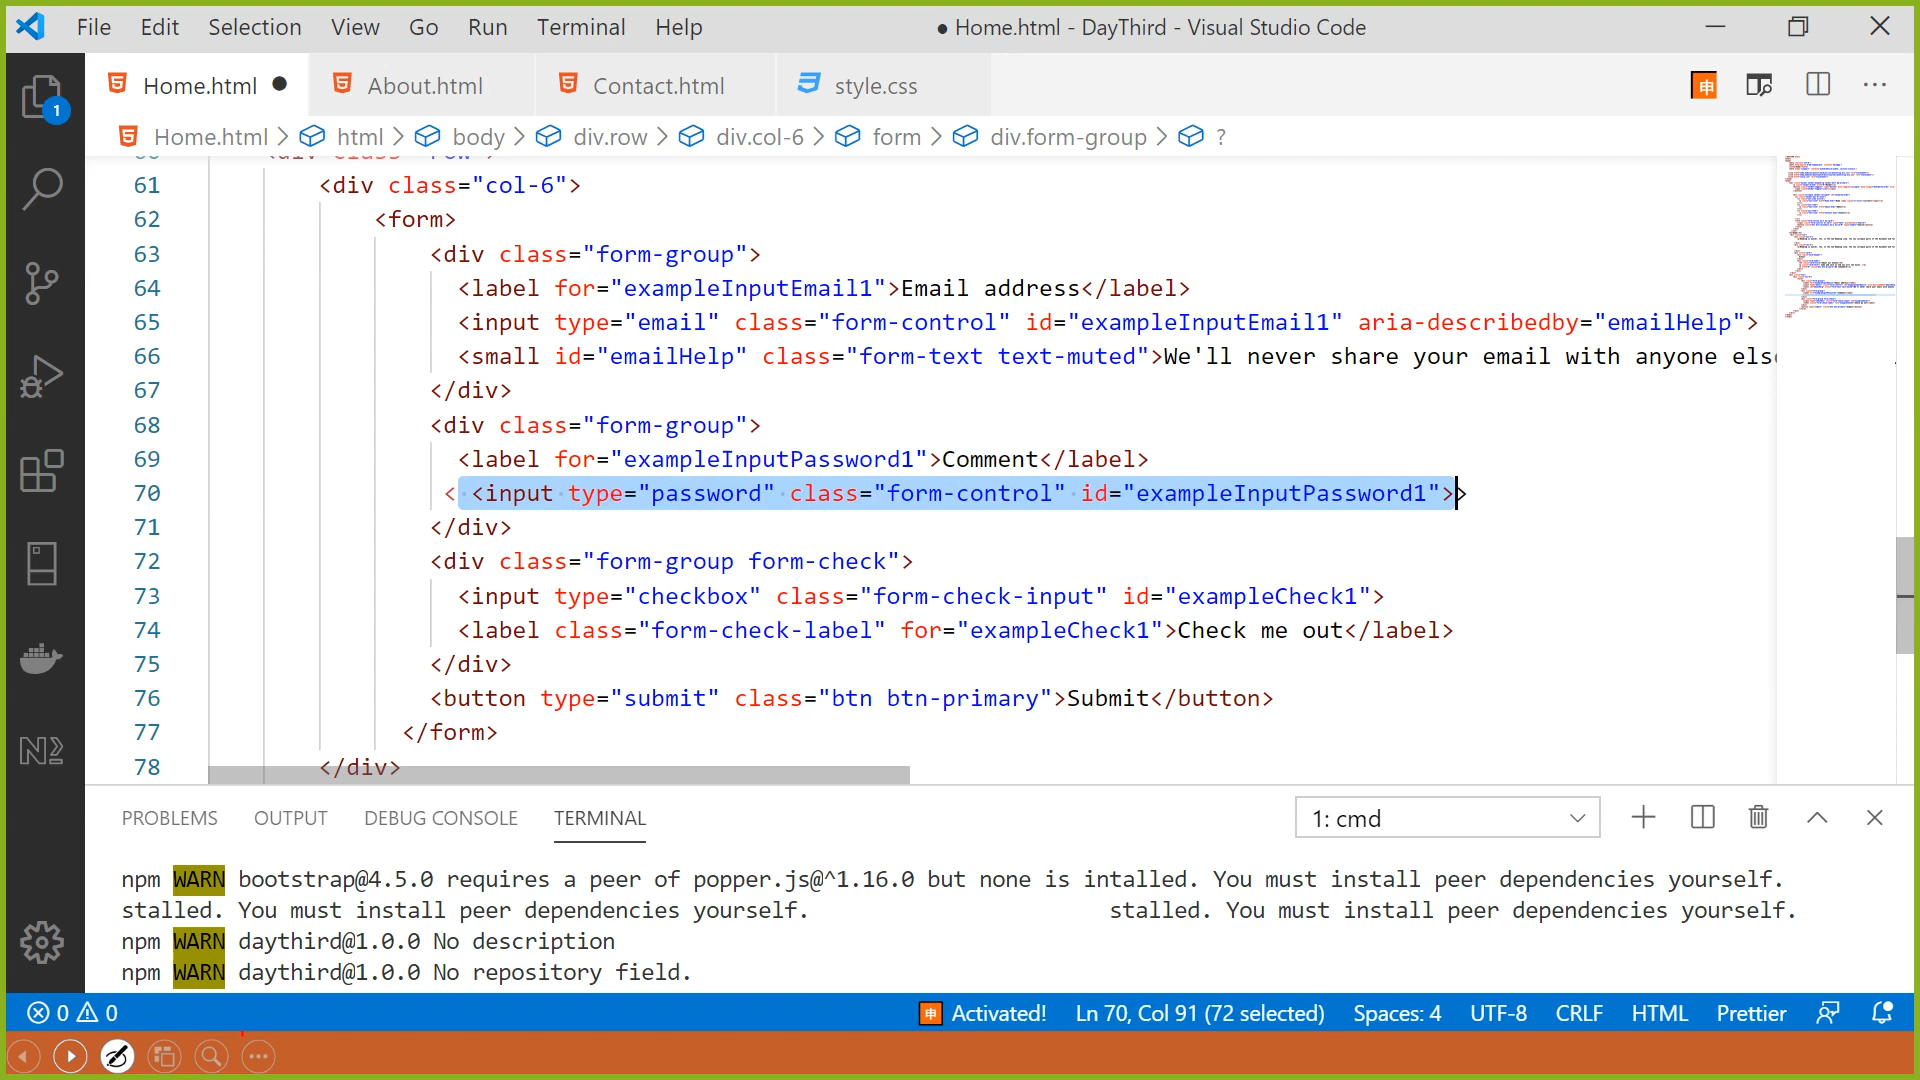 File Edit Selection View Go Run Terminal Help ● Home.html - DayThird - Visual Studio Code
Home.html ● About.html Contact.html style.css
1
Home.html > html > body > div.row > div.col-6 > form > div.form-group > ?
61 <div class="col-6">
62 <form>
63 <div class="form-group">
64 <label for="exampleInputEmail1">Email address</label>
65 <input type="email" class="form-control" id="exampleInputEmail1" aria-describedby="emailHelp">
66 <small id="emailHelp" class="form-text text-muted">We'll never share your email with anyone els
67 </div>
68 <div class="form-group">
69 <label for="exampleInputPassword1">Comment</label>
70 < <input type="password" class="form-control" id="exampleInputPassword1">>
71 </div>
72 <div class="form-group form-check">
73 <input type="checkbox" class="form-check-input" id="exampleCheck1">
74 <label class="form-check-label" for="exampleCheck1">Check me out</label>
75 </div>
76 <button type="submit" class="btn btn-primary">Submit</button>
77 </form>
78 </div>
PROBLEMS OUTPUT DEBUG CONSOLE TERMINAL 1: cmd
npm WARN bootstrap@4.5.0 requires a peer of popper.js@^1.16.0 but none is intalled. You must install peer dependencies yourself.
stalled. You must install peer dependencies yourself. stalled. You must install peer dependencies yourself.
npm WARN daythird@1.0.0 No description
npm WARN daythird@1.0.0 No repository field.
0 0 申 Activated! Ln 70, Col 91 (72 selected) Spaces: 4 UTF-8 CRLF HTML Prettier